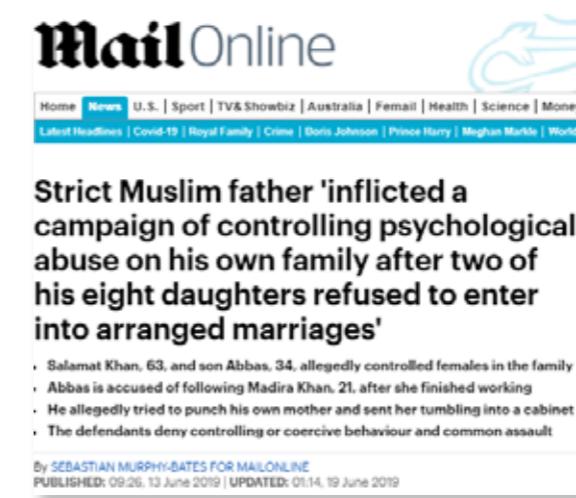 Mail Online
Home News U.S. | Sport | TV&Showbiz | Australia | Femail | Health | Science | Mone
Latest Headlines | Covid-19 | Royal Family | Crime | Boris Johnson | Prince Harry | Meghan Markle | World
Strict Muslim father 'inflicted a
campaign of controlling psychological
abuse on his own family after two of
his eight daughters refused to enter
into arranged marriages'
• Salamat Khan, 63, and son Abbas, 34, allegedly controlled females in the family
• Abbas is accused of following Madira Khan, 21, after she finished working
• He allegedly tried to punch his own mother and sent her tumbling into a cabinet
• The defendants deny controlling or coercive behaviour and common assault
By SEBASTIAN MURPHY-BATES FOR MAILONLINE
PUBLISHED: 09:26, 13 June 2019 | UPDATED: 01:14, 19 June 2019